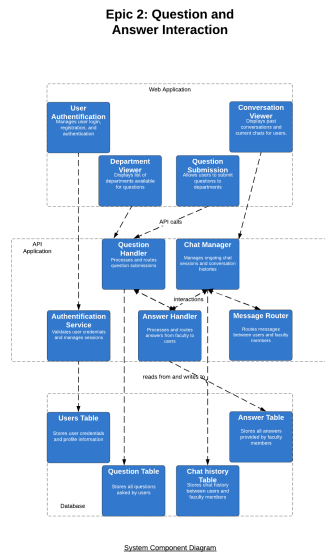 Epic 2: Question and
Answer Interaction
Web Application
User
Authentification
Manages user login,
registration, and
authentication
Conversation
Viewer
Displays past
conversations and
current chats for users.
Department
Viewer
Displays list of
departments available
for questions
Question
Submission
Allows users to submit
questions to
departments
API calls
API
Application
Question
Handler
Processes and routes
question submissions
Chat Manager
Manages ongoing chat
sessions and conversation
histories
interactions
Authentification
Service
Validates user credentials
and manages sessions
Answer Handler
Processes and routes
answers from faculty to
users
Message Router
Routes messages
between users and faculty
members
reads from and writes to
Users Table
Stores user credentials
and profile information
Answer Table
Stores all answers
provided by faculty
members
Question Table
Stores all questions
asked by users
Chat history
Table
Stores chat history
between users and
faculty members
Database
System Component Diagram